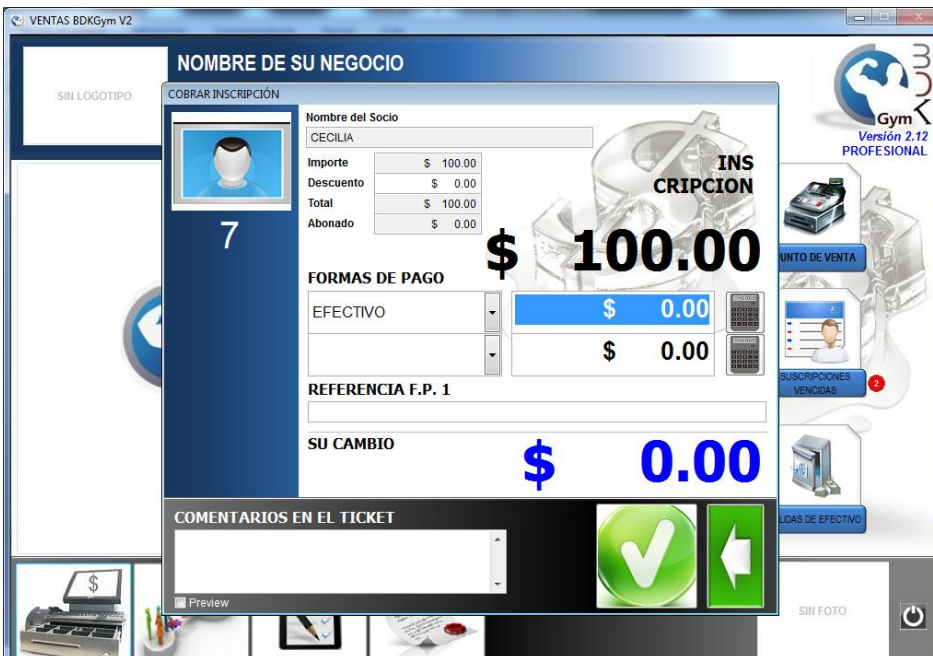 VENTAS BDKGym V2
NOMBRE DE SU NEGOCIO
SIN LOGOTIPO
BDK
Gym
Versión 2.12
PROFESIONAL
COBRAR INSCRIPCIÓN
7
Nombre del Socio
CECILIA
Importe $ 100.00
Descuento $ 0.00
Total $ 100.00
Abonado $ 0.00
INS
CRIPCION
$ 100.00
FORMAS DE PAGO
EFECTIVO $ 0.00
$ 0.00
REFERENCIA F.P. 1
SU CAMBIO $ 0.00
COMENTARIOS EN EL TICKET
Preview
UNTO DE VENTA
SUSCRIPCIONES
VENCIDAS
2
LIDAS DE EFECTIVO
$
SIN FOTO